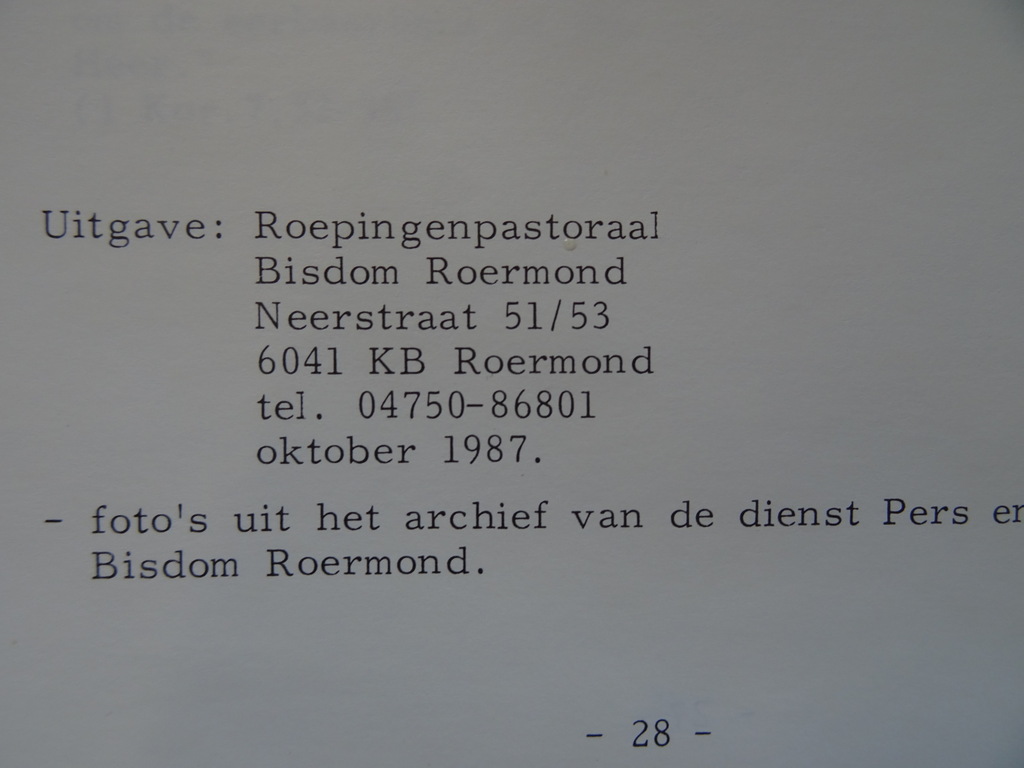 Uitgave: Roepingenpastoraal
Bisdom Roermond
Neerstraat 51/53
6041 KB Roermond
tel. 04750-86801
oktober 1987.
- foto's uit het archief van de dienst Pers en
Bisdom Roermond.
- 28 -